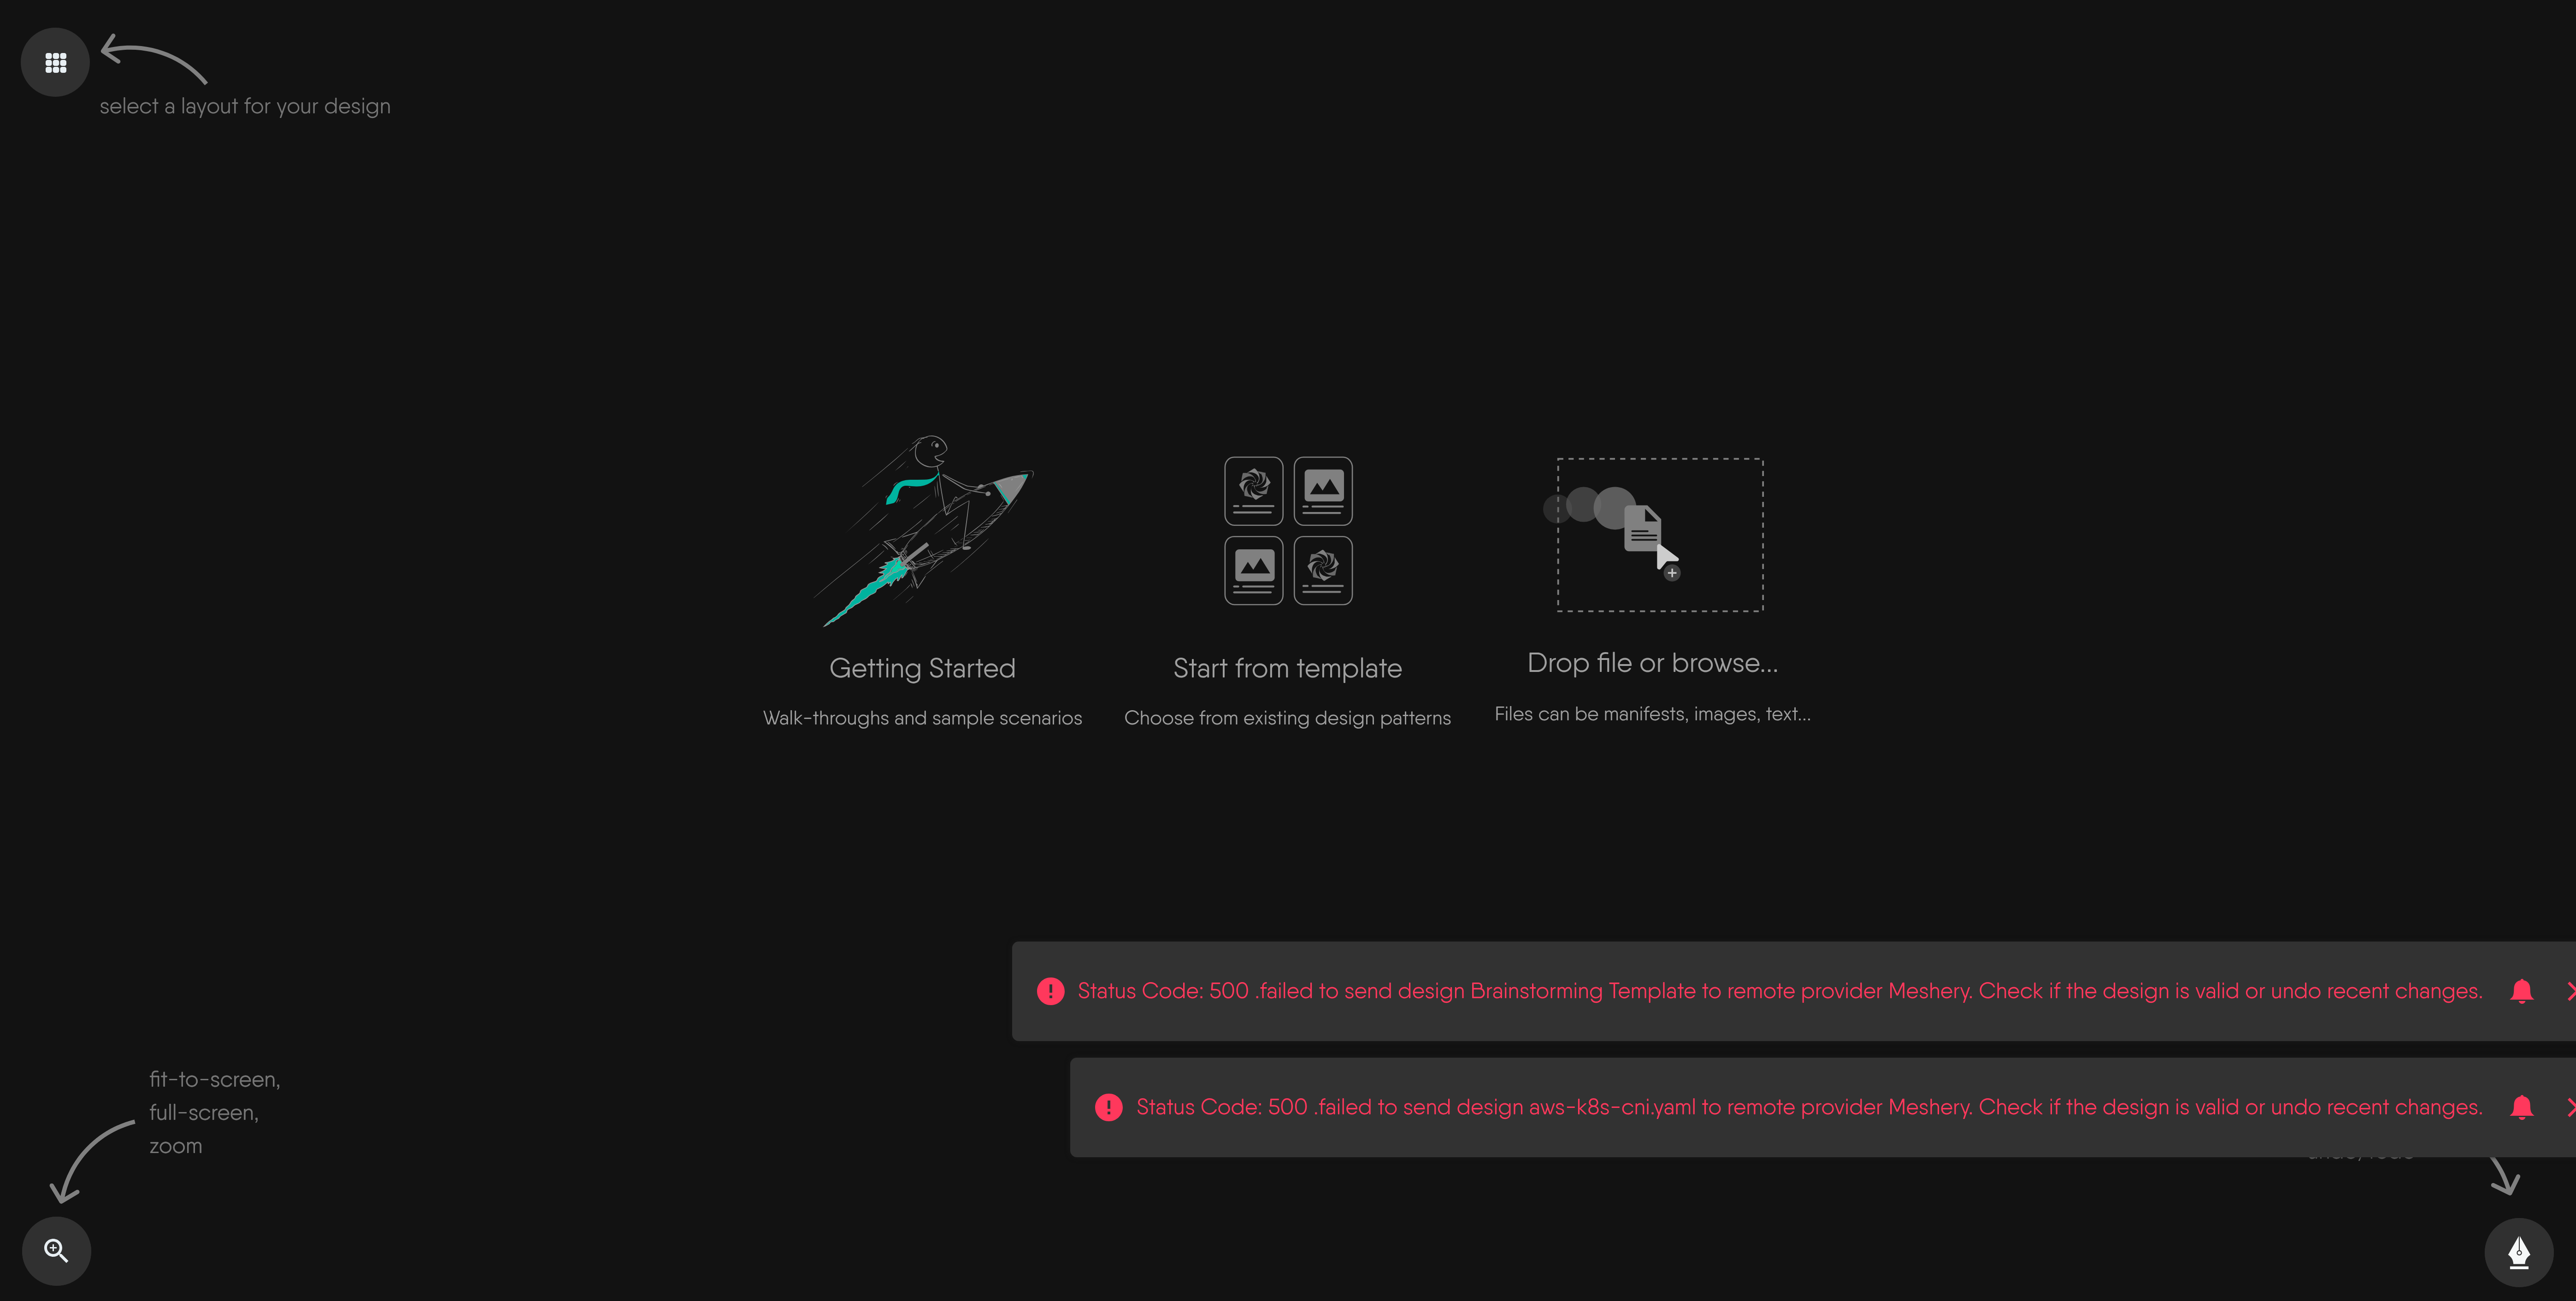 select a layout for your design
Getting Started
Walk-throughs and sample scenarios
Start from template
Choose from existing design patterns
Drop file or browse...
Files can be manifests, images, text...
Status Code: 500 .failed to send design Brainstorming Template to remote provider Meshery. Check if the design is valid or undo recent changes.
Status Code: 500 .failed to send design aws-k8s-cni.yaml to remote provider Meshery. Check if the design is valid or undo recent changes.
fit-to-screen,
full-screen,
zoom